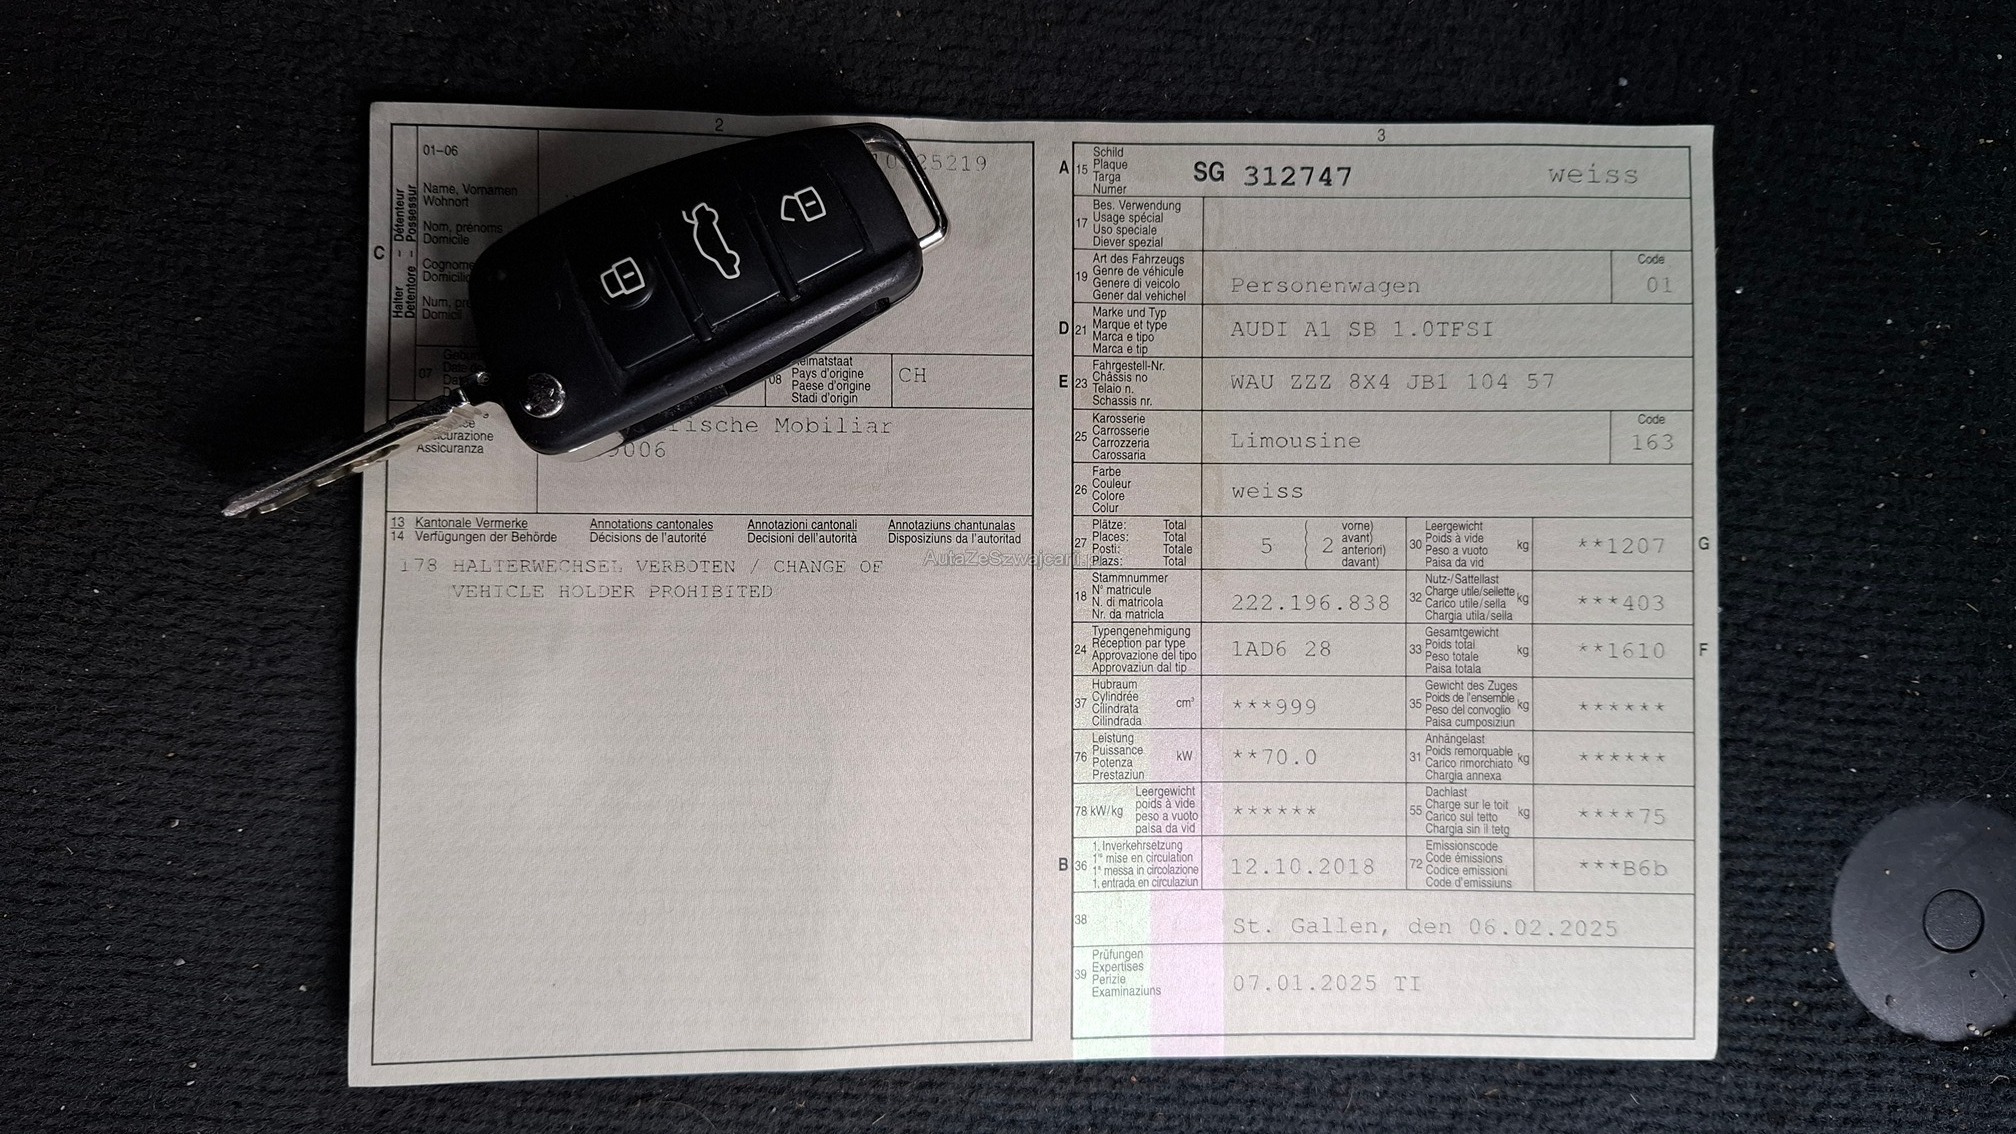 2
01-06
25219
Name, Vornamen
Wohnort
Nom, prénoms
Domicile
Cognome
Num,
Domicil
C
Halter - Détenteur
Detentore - Possessur
07
08
Heimatstaat
Pays d'origine
Paese d'origine
Stadi d'origin
CH
Assicuranza
Mobiliar
13 Kantonale Vermerke Annotations cantonales Annotazioni cantonali Annotaziuns chantunalas
14 Verfügungen der Behörde Décisions de l'autorité Decisioni dell'autorità Disposiziuns da l'autoritad
178 HALTERWECHSEL VERBOTEN / CHANGE OF
VEHICLE HOLDER PROHIBITED
AutaZeSzwajcarii
3
A 15 Schild
Plaque
Targa
Numer
SG 312747 weiss
17 Bes. Verwendung
Usage spécial
Uso speciale
Diever spezial
19 Art des Fahrzeugs
Genre de véhicule
Genere di veicolo
Gener dal vehichel
Personenwagen
Code
01
D 21 Marke und Typ
Marque et type
Marca e tipo
Marca e tip
AUDI A1 SB 1.0TFSI
E 23 Fahrgestell-Nr.
Châssis no
Telaio n.
Schassis nr.
WAU ZZZ 8X4 JB1 104 57
25 Karosserie
Carrosserie
Carrozzeria
Carossaria
Limousine
Code
163
26 Farbe
Couleur
Colore
Colur
weiss
27 Plätze: Total
Places: Total
Posti: Totale
Plazs: Total
5 ( 2 vorne)
avant)
anteriori)
davant)
30 Leergewicht
Poids à vide
Peso a vuoto
Paisa da vid
kg **1207 G
18 Stammnummer
N° matricule
N. di matricola
Nr. da matricla
222.196.838
32 Nutz-/Sattellast
Charge utile/sellette
Carico utile/sella
Chargia utila/sella
kg ***403
24 Typengenehmigung
Réception par type
Approvazione del tipo
Approvaziun dal tip
1AD6 28
33 Gesamtgewicht
Poids total
Peso totale
Paisa totala
kg **1610 F
37 Hubraum
Cylindrée
Cilindrata
Cilindrada
cm³ ***999
35 Gewicht des Zuges
Poids de l'ensemble
Peso del convoglio
Paisa cumposiziun
kg ******
76 Leistung
Puissance
Potenza
Prestaziun
kW **70.0
31 Anhängelast
Poids remorquable
Carico rimorchiato
Chargia annexa
kg ******
78 kW/kg Leergewicht
poids à vide
peso a vuoto
paisa da vid
******
55 Dachlast
Charge sur le toit
Carico sul tetto
Chargia sin il tetg
kg ****75
B 36 1. Inverkehrsetzung
1re mise en circulation
1a messa in circolazione
1. entrada en circulaziun
12.10.2018
72 Emissionscode
Code émissions
Codice emissioni
Code d'emissiuns
***B6b
38 St. Gallen, den 06.02.2025
39 Prüfungen
Expertises
Perizie
Examinaziuns
07.01.2025 TI